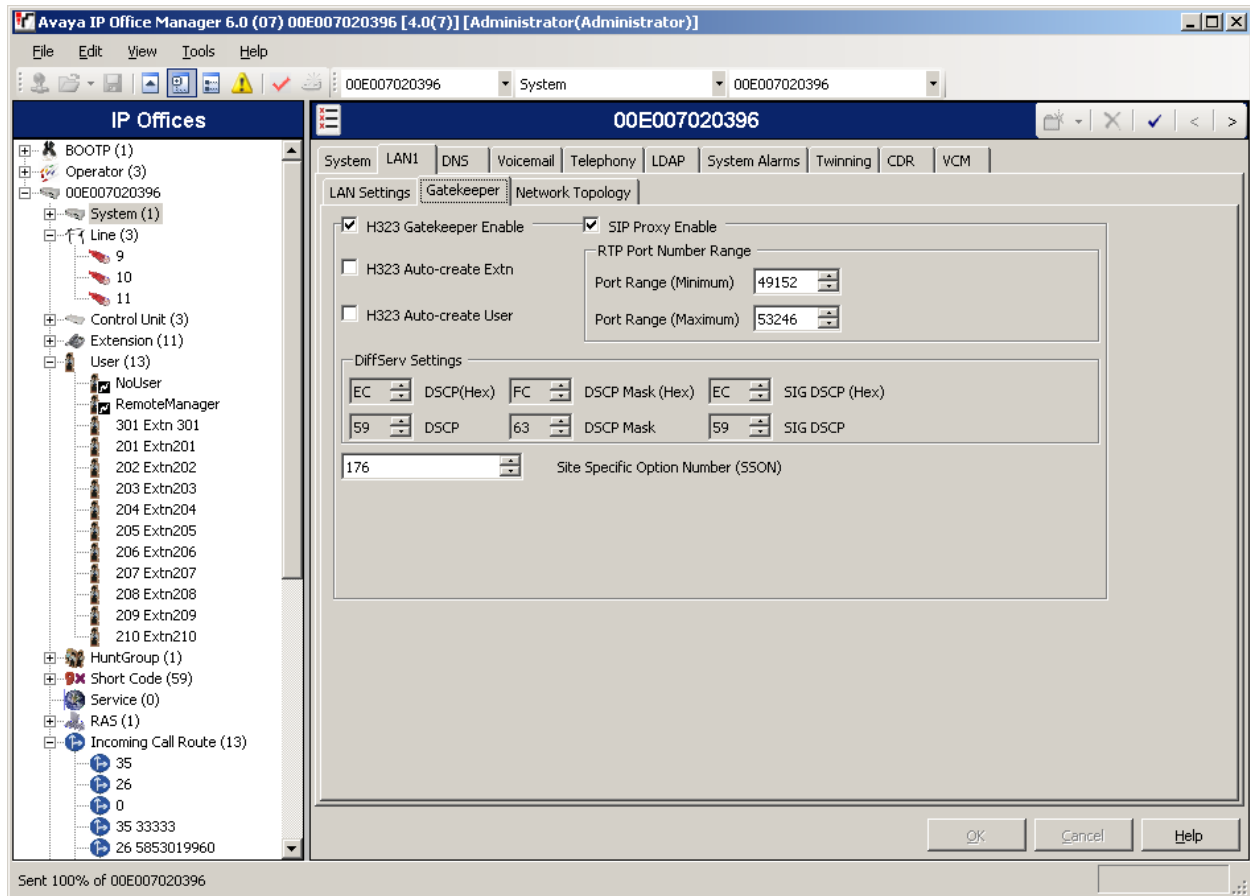 Avaya IP Office Manager 6.0 (07) 00E007020396 [4.0(7)] [Administrator(Administrator)]
File Edit View Tools Help
00E007020396 System 00E007020396
IP Offices
BOOTP (1)
Operator (3)
00E007020396
System (1)
Line (3)
9
10
11
Control Unit (3)
Extension (11)
User (13)
NoUser
RemoteManager
301 Extn 301
201 Extn201
202 Extn202
203 Extn203
204 Extn204
205 Extn205
206 Extn206
207 Extn207
208 Extn208
209 Extn209
210 Extn210
HuntGroup (1)
9x Short Code (59)
Service (0)
RAS (1)
Incoming Call Route (13)
35
26
0
35 33333
26 5853019960
00E007020396
System LAN1 DNS Voicemail Telephony LDAP System Alarms Twinning CDR VCM
LAN Settings Gatekeeper Network Topology
H323 Gatekeeper Enable SIP Proxy Enable
RTP Port Number Range
H323 Auto-create Extn
Port Range (Minimum) 49152
H323 Auto-create User
Port Range (Maximum) 53246
DiffServ Settings
EC DSCP(Hex) FC DSCP Mask (Hex) EC SIG DSCP (Hex)
59 DSCP 63 DSCP Mask 59 SIG DSCP
176 Site Specific Option Number (SSON)
OK Cancel Help
Sent 100% of 00E007020396